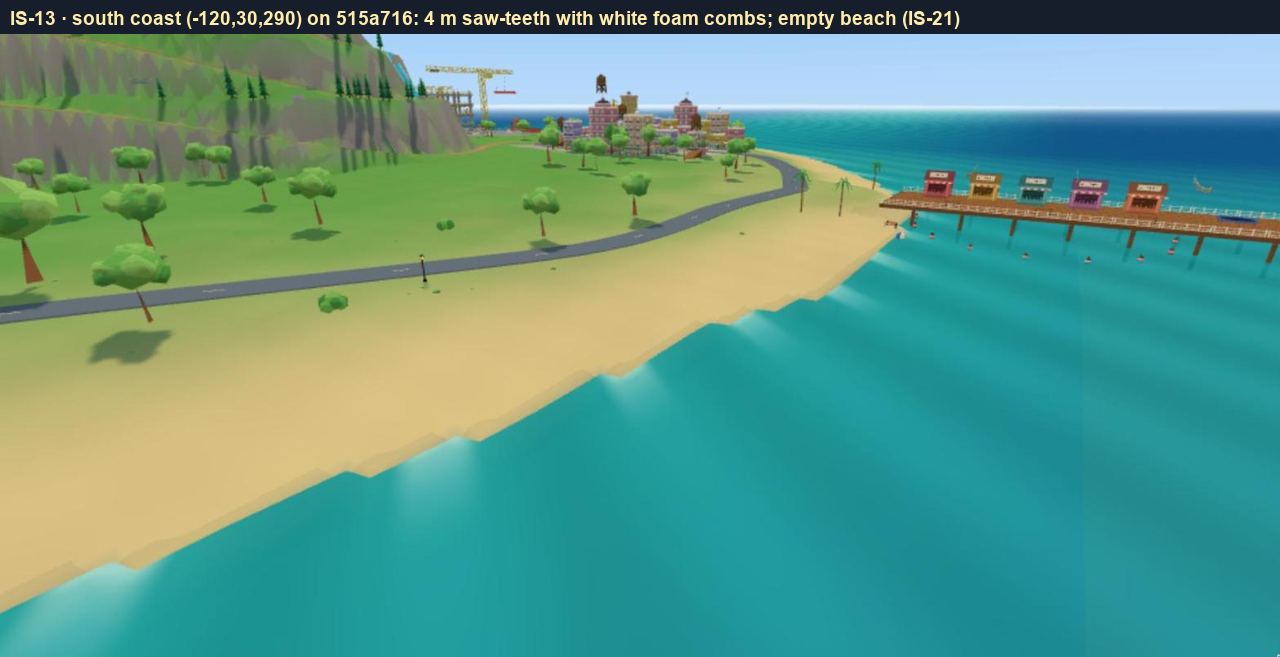 IS-13 · south coast (-120,30,290) on 515a716: 4 m saw-teeth with white foam combs; empty beach (IS-21)